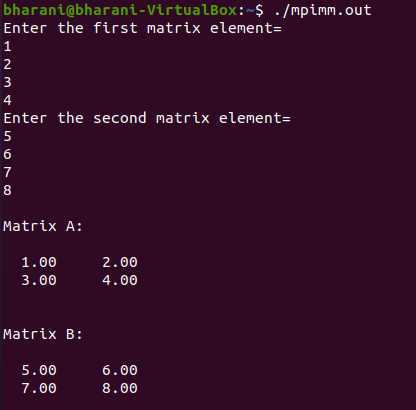 bharani@bharani-VirtualBox:~$ ./mpimm.out
Enter the first matrix element=
1
2
3
4
Enter the second matrix element=
5
6
7
8
Matrix A:
1.00 2.00
3.00 4.00
Matrix B:
5.00 6.00
7.00 8.00